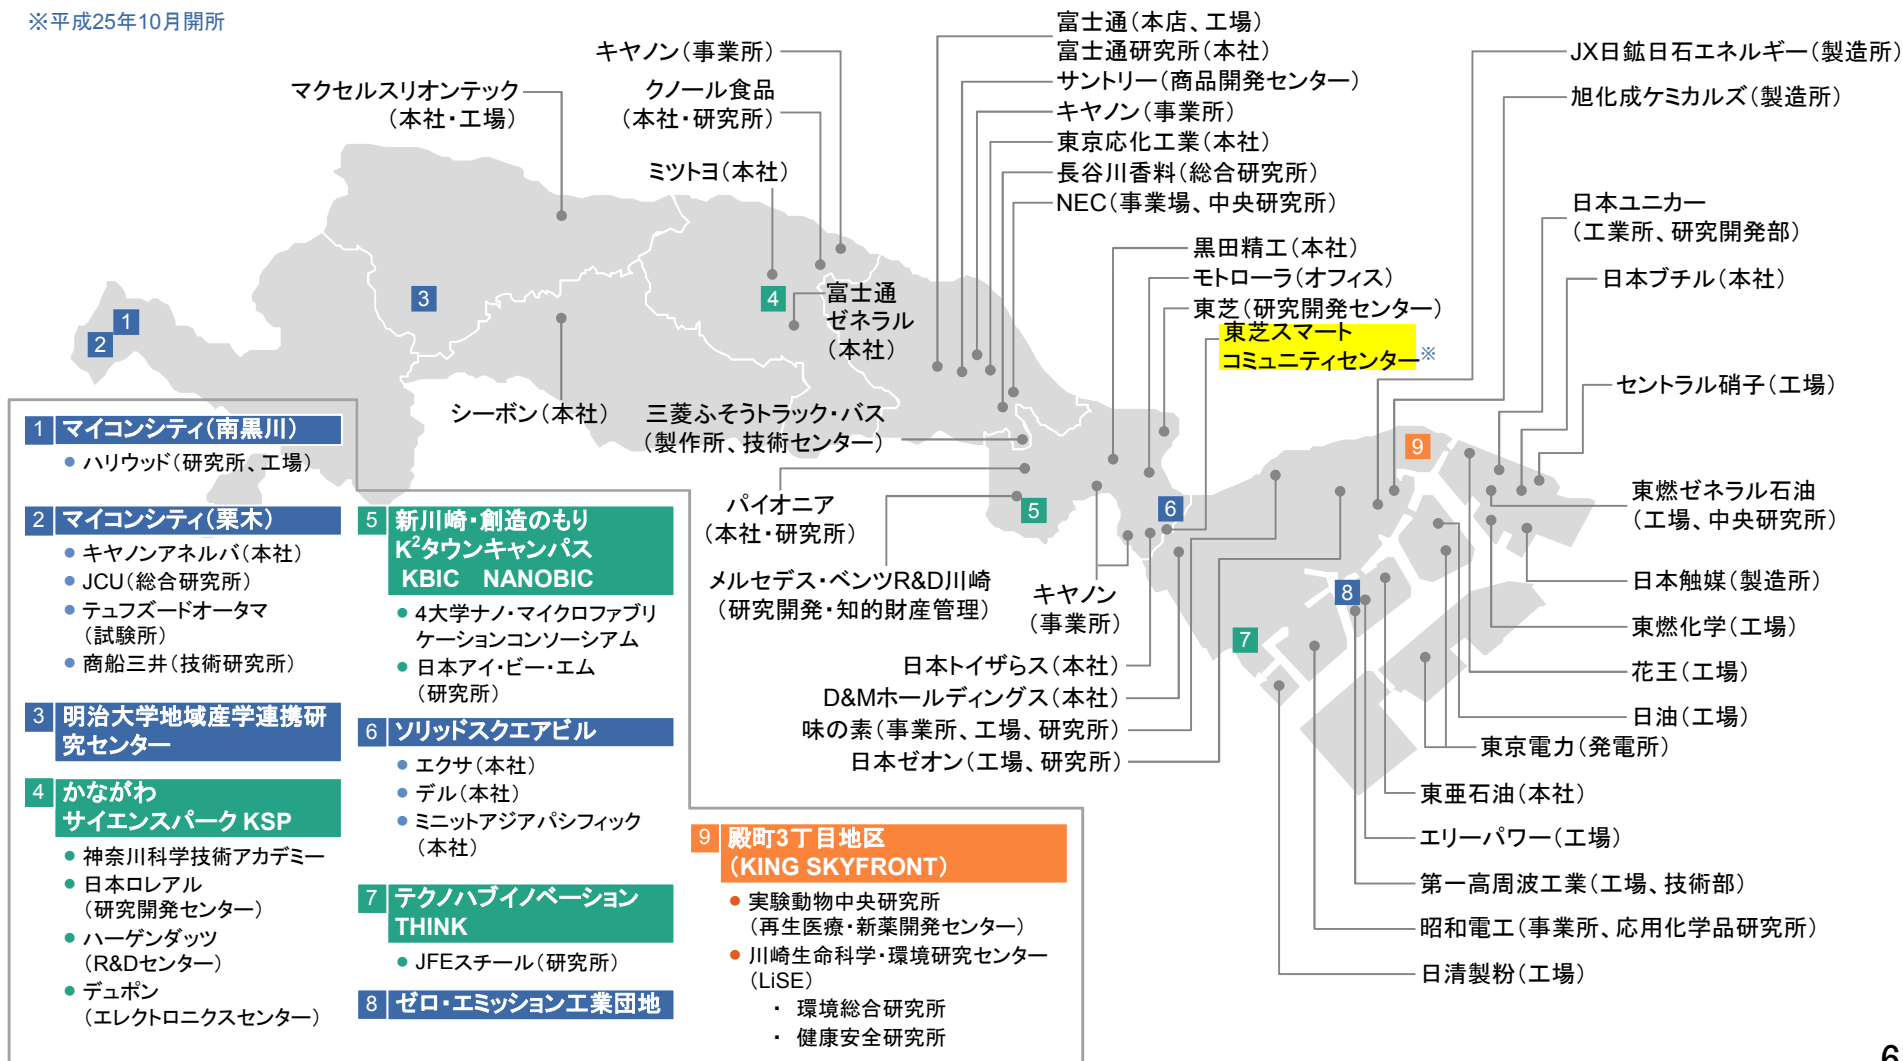 ※平成25年10月開所
マクセルスリオンテック
(本社・工場)
キヤノン(事業所)
クノール食品
(本社・研究所)
ミツトヨ(本社)
富士通(本店、工場)
富士通研究所(本社)
サントリー(商品開発センター)
キヤノン(事業所)
東京応化工業(本社)
長谷川香料(総合研究所)
NEC(事業場、中央研究所)
黒田精工(本社)
モトローラ(オフィス)
東芝(研究開発センター)
東芝スマート
コミュニティセンター※
JX日鉱日石エネルギー(製造所)
旭化成ケミカルズ(製造所)
日本ユニカー
(工業所、研究開発部)
日本ブチル(本社)
セントラル硝子(工場)
東燃ゼネラル石油
(工場、中央研究所)
日本触媒(製造所)
東燃化学(工場)
花王(工場)
日油(工場)
東京電力(発電所)
東亜石油(本社)
エリーパワー(工場)
第一高周波工業(工場、技術部)
昭和電工(事業所、応用化学品研究所)
日清製粉(工場)
富士通
ゼネラル
(本社)
シーボン(本社)
三菱ふそうトラック・バス
(製作所、技術センター)
パイオニア
(本社・研究所)
メルセデス・ベンツR&D川崎
(研究開発・知的財産管理)
キヤノン
(事業所)
日本トイザらス(本社)
D&Mホールディングス(本社)
味の素(事業所、工場、研究所)
日本ゼオン(工場、研究所)
1
2
3
4
5
6
7
8
9
1 マイコンシティ(南黒川)
• ハリウッド(研究所、工場)
2 マイコンシティ(栗木)
• キヤノンアネルバ(本社)
• JCU(総合研究所)
• テュフズードオータマ
(試験所)
• 商船三井(技術研究所)
3 明治大学地域産学連携研
究センター
4 かながわ
サイエンスパーク KSP
• 神奈川科学技術アカデミー
• 日本ロレアル
(研究開発センター)
• ハーゲンダッツ
(R&Dセンター)
• デュポン
(エレクトロニクスセンター)
5 新川崎・創造のもり
K²タウンキャンパス
KBIC NANOBIC
• 4大学ナノ・マイクロファブリ
ケーションコンソーシアム
• 日本アイ・ビー・エム
(研究所)
6 ソリッドスクエアビル
• エクサ(本社)
• デル(本社)
• ミニットアジアパシフィック
(本社)
7 テクノハブイノベーション
THINK
• JFEスチール(研究所)
8 ゼロ・エミッション工業団地
9 殿町3丁目地区
(KING SKYFRONT)
• 実験動物中央研究所
(再生医療・新薬開発センター)
• 川崎生命科学・環境研究センター
(LiSE)
・ 環境総合研究所
・ 健康安全研究所
6